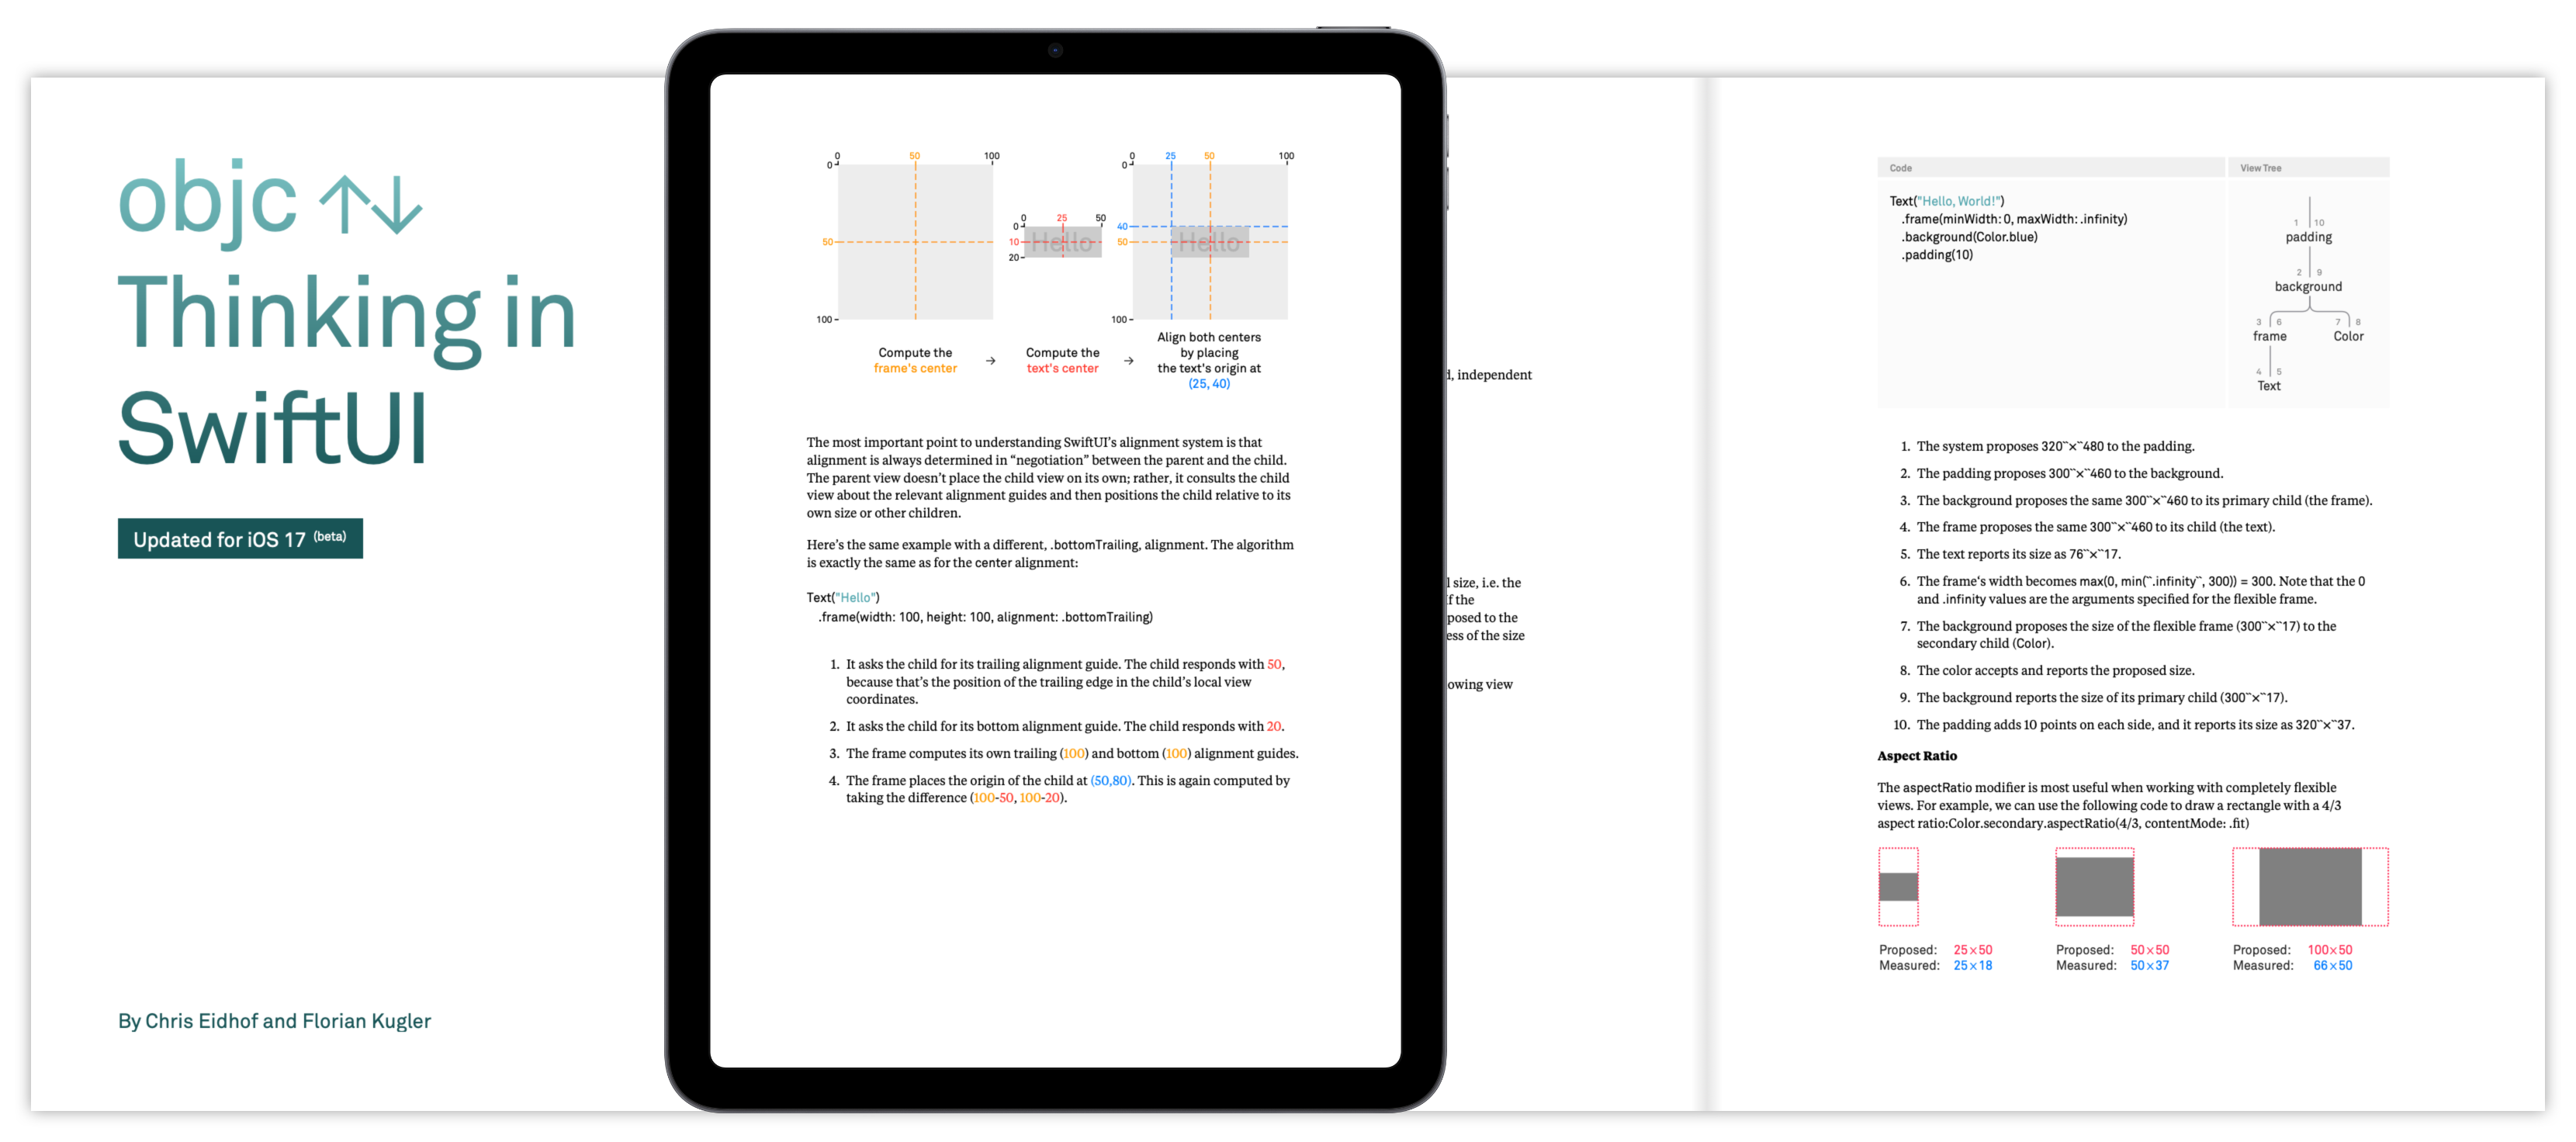 objc ↑↓
Thinking in
SwiftUI
Updated for iOS 17 (beta)
By Chris Eidhof and Florian Kugler
0 50 100
0
50
100
0 25 50
0
10
20
Hello
0 25 50 100
0
40
50
100
Hello
Compute the
frame's center
→
Compute the
text's center
→
Align both centers
by placing
the text's origin at
(25, 40)
The most important point to understanding SwiftUI's alignment system is that
alignment is always determined in “negotiation” between the parent and the child.
The parent view doesn't place the child view on its own; rather, it consults the child
view about the relevant alignment guides and then positions the child relative to its
own size or other children.
Here's the same example with a different, .bottomTrailing, alignment. The algorithm
is exactly the same as for the center alignment:
Text("Hello")
.frame(width: 100, height: 100, alignment: .bottomTrailing)
1. It asks the child for its trailing alignment guide. The child responds with 50,
because that's the position of the trailing edge in the child's local view
coordinates.
2. It asks the child for its bottom alignment guide. The child responds with 20.
3. The frame computes its own trailing (100) and bottom (100) alignment guides.
4. The frame places the origin of the child at (50,80). This is again computed by
taking the difference (100-50, 100-20).
, independent
size, i.e. the
f the
posed to the
ess of the size
owing view
Code
Text("Hello, World!")
.frame(minWidth: 0, maxWidth: .infinity)
.background(Color.blue)
.padding(10)
View Tree
1 10
padding
2 9
background
3 6 7 8
frame Color
4 5
Text
1. The system proposes 320``×``480 to the padding.
2. The padding proposes 300``×``460 to the background.
3. The background proposes the same 300``×``460 to its primary child (the frame).
4. The frame proposes the same 300``×``460 to its child (the text).
5. The text reports its size as 76``×``17.
6. The frame's width becomes max(0, min(``.infinity``, 300)) = 300. Note that the 0
and .infinity values are the arguments specified for the flexible frame.
7. The background proposes the size of the flexible frame (300``×``17) to the
secondary child (Color).
8. The color accepts and reports the proposed size.
9. The background reports the size of its primary child (300``×``17).
10. The padding adds 10 points on each side, and it reports its size as 320``×``37.
Aspect Ratio
The aspectRatio modifier is most useful when working with completely flexible
views. For example, we can use the following code to draw a rectangle with a 4/3
aspect ratio:Color.secondary.aspectRatio(4/3, contentMode: .fit)
Proposed: 25×50
Measured: 25×18
Proposed: 50×50
Measured: 50×37
Proposed: 100×50
Measured: 66×50